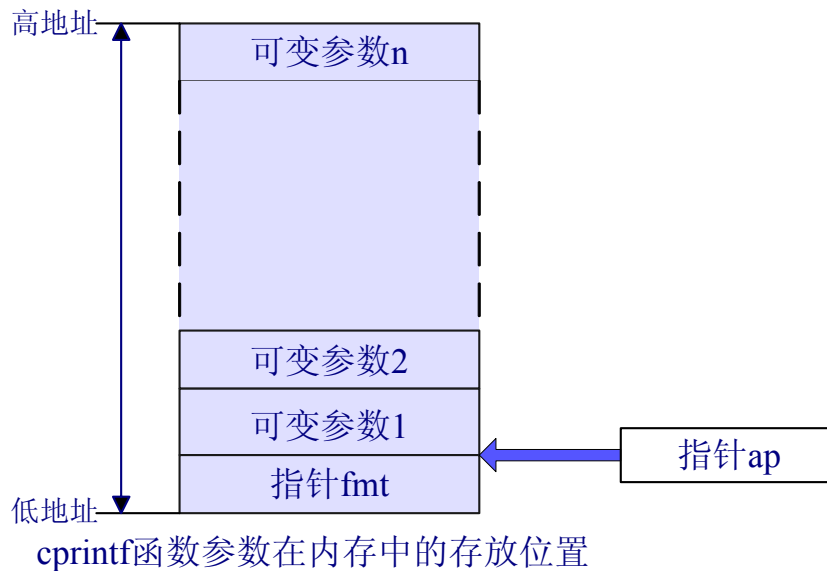 高地址
可变参数n
可变参数2
可变参数1
指针ap
指针fmt
低地址
cprintf函数参数在内存中的存放位置